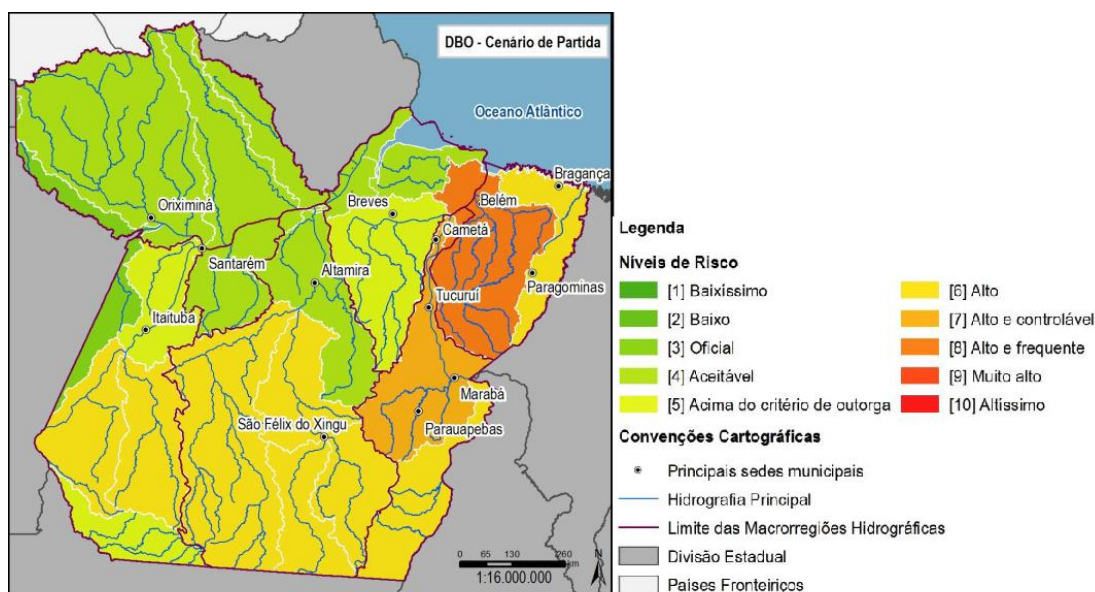 DBO - Cenário de Partida
Oceano Atlântico
Bragança
Oriximiná
Breves
Belém
Cametá
Santarém
Altamira
Paragominas
Tucuruí
Itaituba
Marabá
São Félix do Xingu
Parauapebas
0 65 130 260
km
N
1:16.000.000
Legenda
Níveis de Risco
[1] Baixíssimo
[2] Baixo
[3] Oficial
[4] Aceitável
[5] Acima do critério de outorga
[6] Alto
[7] Alto e controlável
[8] Alto e frequente
[9] Muito alto
[10] Altíssimo
Convenções Cartográficas
Principais sedes municipais
Hidrografia Principal
Limite das Macrorregiões Hidrográficas
Divisão Estadual
Países Fronteiriços